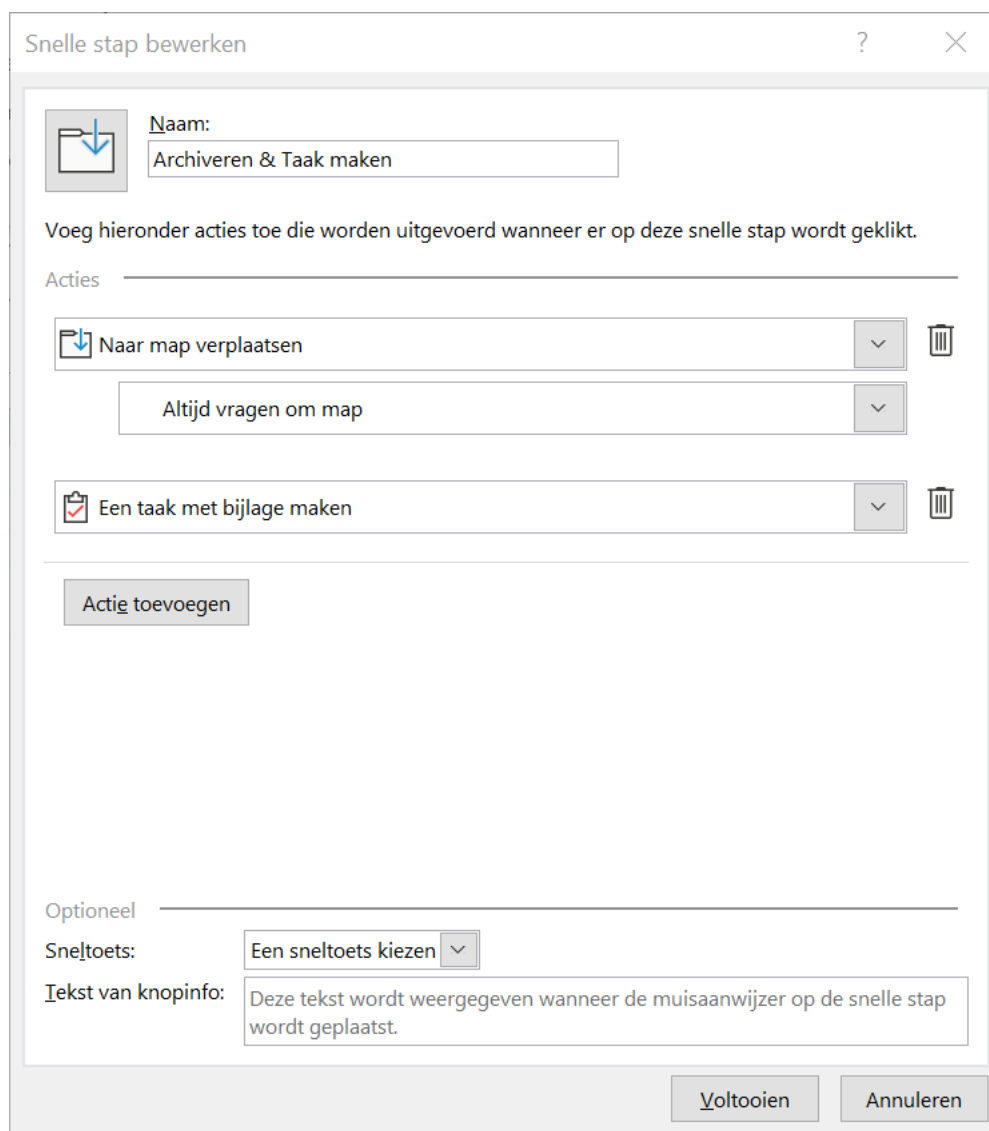 Snelle stap bewerken
?
Naam:
Archiveren & Taak maken
Voeg hieronder acties toe die worden uitgevoerd wanneer er op deze snelle stap wordt geklikt.
Acties
Naar map verplaatsen
Altijd vragen om map
Een taak met bijlage maken
Actie toevoegen
Optioneel
Sneltoets:
Een sneltoets kiezen
Tekst van knopinfo:
Deze tekst wordt weergegeven wanneer de muisaanwijzer op de snelle stap
wordt geplaatst.
Voltooien
Annuleren